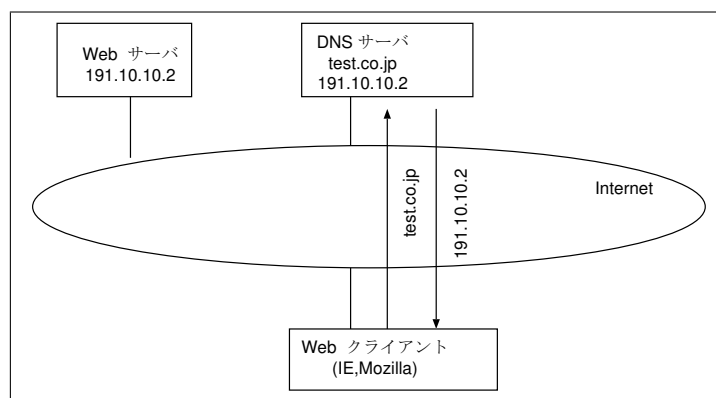 Web サーバ
191.10.10.2
DNS サーバ
test.co.jp
191.10.10.2
Internet
test.co.jp
191.10.10.2
Web クライアント
(IE,Mozilla)